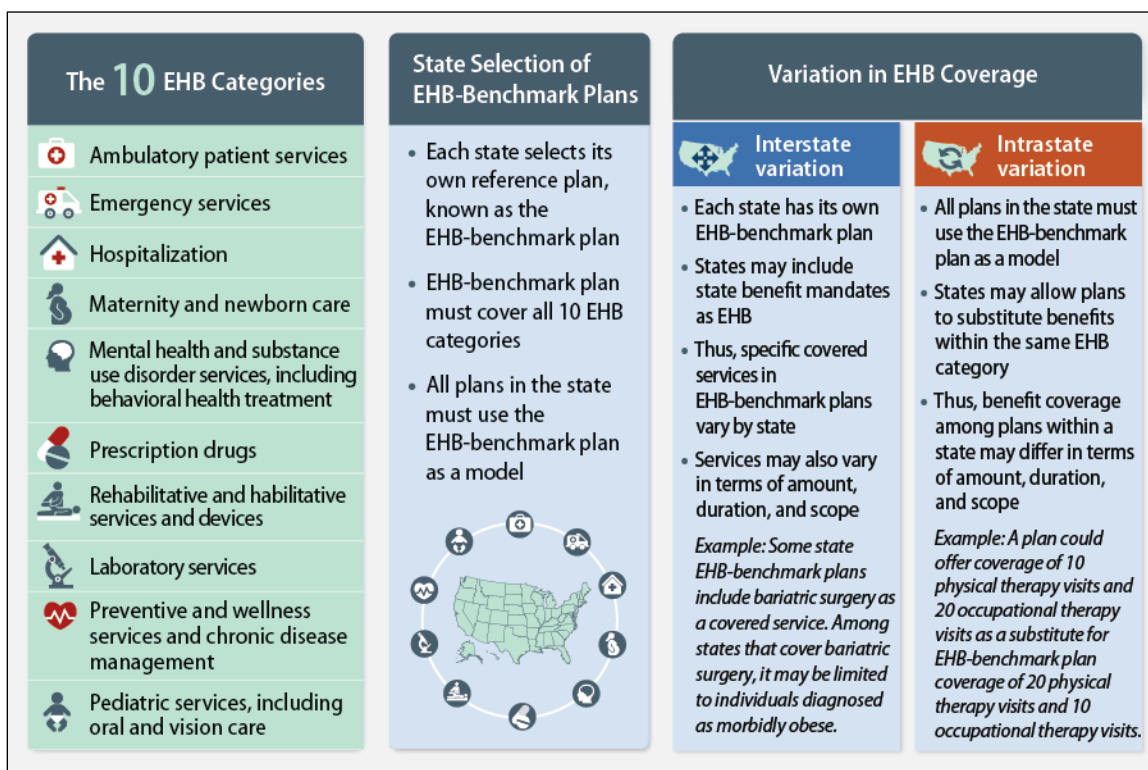 The 10 EHB Categories
Ambulatory patient services
Emergency services
Hospitalization
Maternity and newborn care
Mental health and substance
use disorder services, including
behavioral health treatment
Prescription drugs
Rehabilitative and habilitative
services and devices
Laboratory services
Preventive and wellness
services and chronic disease
management
Pediatric services, including
oral and vision care
State Selection of
EHB-Benchmark Plans
• Each state selects its
own reference plan,
known as the
EHB-benchmark plan
• EHB-benchmark plan
must cover all 10 EHB
categories
• All plans in the state
must use the
EHB-benchmark plan
as a model
Variation in EHB Coverage
Interstate
variation
• Each state has its own
EHB-benchmark plan
• States may include
state benefit mandates
as EHB
• Thus, specific covered
services in
EHB-benchmark plans
vary by state
• Services may also vary
in terms of amount,
duration, and scope
Example: Some state
EHB-benchmark plans
include bariatric surgery as
a covered service. Among
states that cover bariatric
surgery, it may be limited
to individuals diagnosed
as morbidly obese.
Intrastate
variation
• All plans in the state must
use the EHB-benchmark
plan as a model
• States may allow plans
to substitute benefits
within the same EHB
category
• Thus, benefit coverage
among plans within a
state may differ in terms
of amount, duration,
and scope
Example: A plan could
offer coverage of 10
physical therapy visits and
20 occupational therapy
visits as a substitute for
EHB-benchmark plan
coverage of 20 physical
therapy visits and 10
occupational therapy visits.